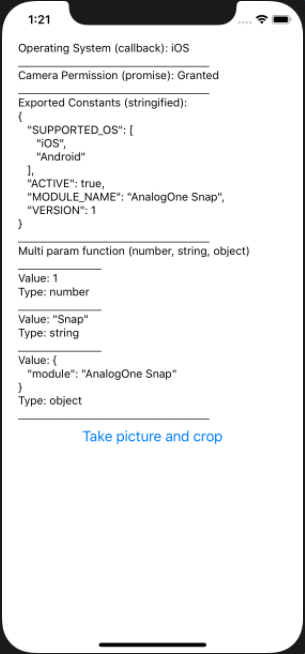 1:21
Operating System (callback): iOS
Camera Permission (promise): Granted
Exported Constants (stringified):
{
"SUPPORTED_OS": [
"iOS",
"Android"
],
"ACTIVE": true,
"MODULE_NAME": "AnalogOne Snap",
"VERSION": 1
}
Multi param function (number, string, object)
Value: 1
Type: number
Value: "Snap"
Type: string
Value: {
"module": "AnalogOne Snap"
}
Type: object
Take picture and crop